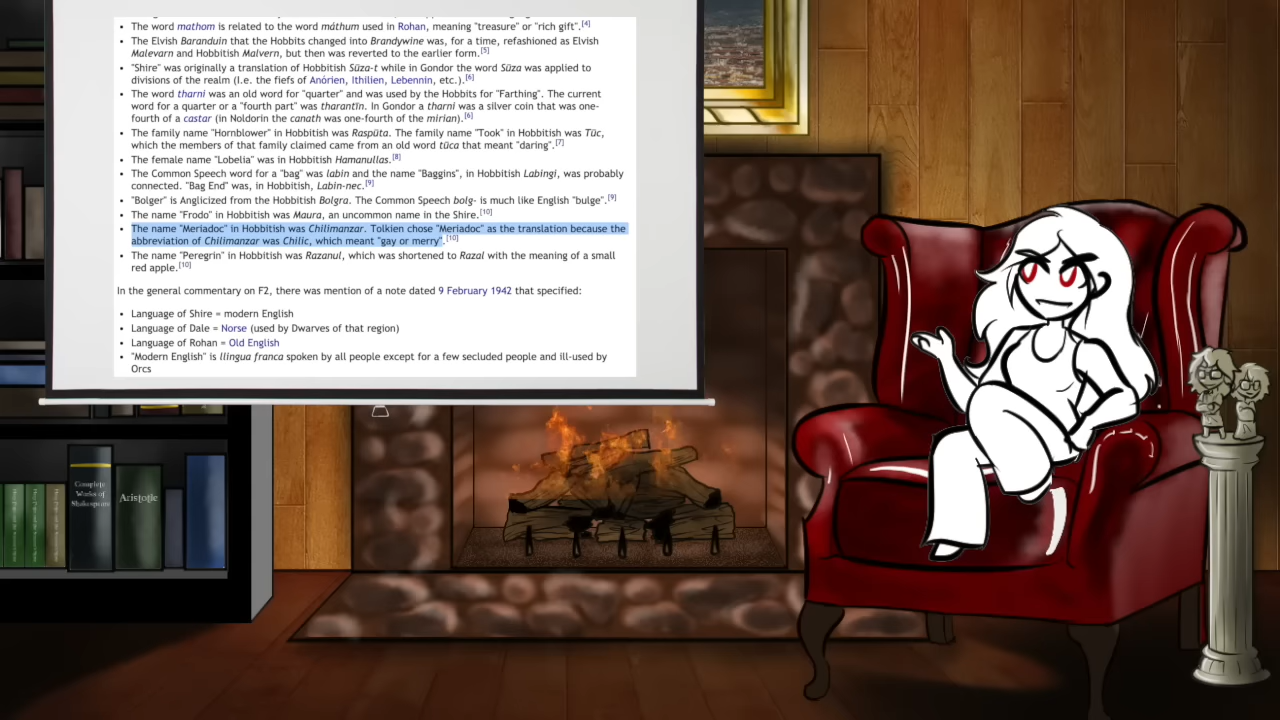 The word mathom is related to the word máthum used in Rohan, meaning "treasure" or "rich gift".[4]
The Elvish Baranduin that the Hobbits changed into Brandywine was, for a time, refashioned as Elvish
Malevarn and Hobbitish Malvern, but then was reverted to the earlier form.[5]
"Shire" was originally a translation of Hobbitish Sūza-t while in Gondor the word Sūza was applied to
divisions of the realm (I.e. the fiefs of Anórien, Ithilien, Lebennin, etc.).[6]
The word tharni was an old word for "quarter" and was used by the Hobbits for "Farthing". The current
word for a quarter or a "fourth part" was tharantīn. In Gondor a tharni was a silver coin that was one-
fourth of a castar (in Noldorin the canath was one-fourth of the mirian).[6]
The family name "Hornblower" in Hobbitish was Raspūta. The family name "Took" in Hobbitish was Tūc,
which the members of that family claimed came from an old word tūca that meant "daring".[7]
The female name "Lobelia" was in Hobbitish Hamanullas.[8]
The Common Speech word for a "bag" was labin and the name "Baggins", in Hobbitish Labingi, was probably
connected. "Bag End" was, in Hobbitish, Labin-nec.[9]
"Bolger" is Anglicized from the Hobbitish Bolgra. The Common Speech bolg- is much like English "bulge".[9]
The name "Frodo" in Hobbitish was Maura, an uncommon name in the Shire.[10]
The name "Meriadoc" in Hobbitish was Chilimanzar. Tolkien chose "Meriadoc" as the translation because the
abbreviation of Chilimanzar was Chilic, which meant "gay or merry".[10]
The name "Peregrin" in Hobbitish was Razanul, which was shortened to Razal with the meaning of a small
red apple.[10]
In the general commentary on F2, there was mention of a note dated 9 February 1942 that specified:
Language of Shire = modern English
Language of Dale = Norse (used by Dwarves of that region)
Language of Rohan = Old English
"Modern English" is llingua franca spoken by all people except for a few secluded people and ill-used by
Orcs
Complete
Works of
Shakespeare
Aristotle